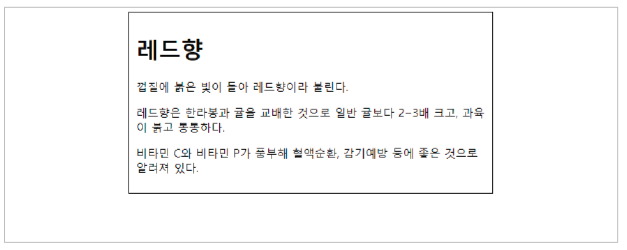 레드향
껍질에 붉은 빛이 돌아 레드향이라 불린다.
레드향은 한라봉과 귤을 교배한 것으로 일반 귤보다 2~3배 크고, 과육
이 붉고 통통하다.
비타민 C와 비타민 P가 풍부해 혈액순환, 감기예방 등에 좋은 것으로
알려져 있다.